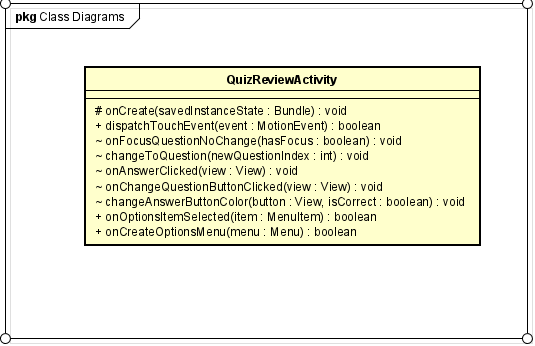 pkg Class Diagrams
QuizReviewActivity
# onCreate(savedInstanceState : Bundle) : void
+ dispatchTouchEvent(event : MotionEvent) : boolean
~ onFocusQuestionNoChange(hasFocus : boolean) : void
~ changeToQuestion(newQuestionIndex : int) : void
~ onAnswerClicked(view : View) : void
~ onChangeQuestionButtonClicked(view : View) : void
~ changeAnswerButtonColor(button : View, isCorrect : boolean) : void
+ onOptionsItemSelected(item : MenuItem) : boolean
+ onCreateOptionsMenu(menu : Menu) : boolean